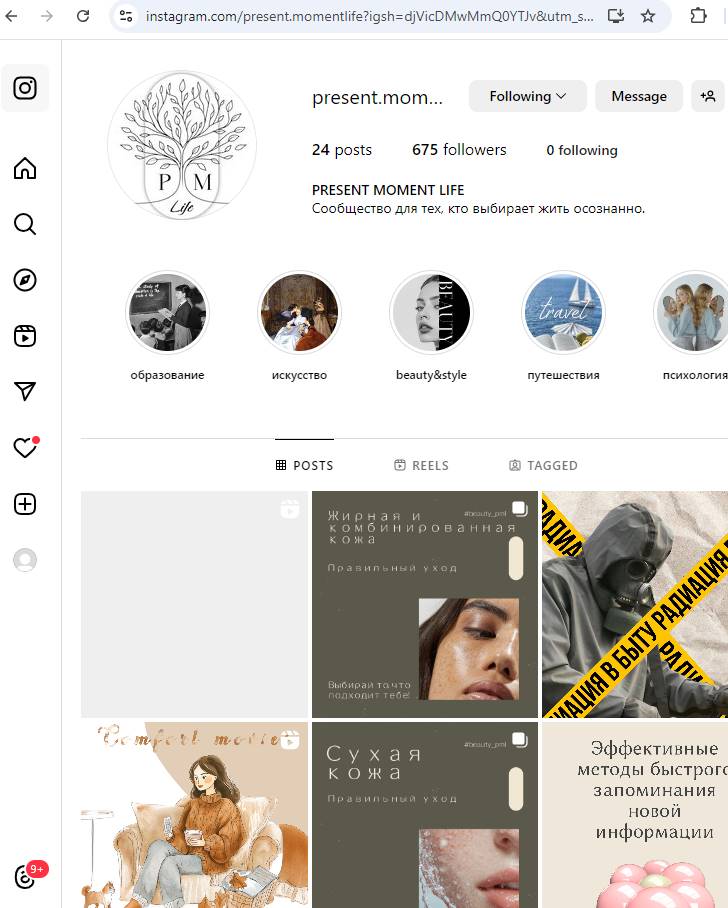 instagram.com/present.momentlife?igsh=djVicDMwMmQ0YTJv&utm_s...
present.mom...
Following
Message
24 posts
675 followers
0 following
PRESENT MOMENT LIFE
Сообщество для тех, кто выбирает жить осознанно.
P M
Life
BEAUTY
travel
образование
искусство
beauty&style
путешествия
психология
POSTS
REELS
TAGGED
Жирная и
комбинированная
кожа
#beauty_pml
Правильный уход
Выбирай то что
подходит тебе!
РАДИА
ИАЦИЯ В БЫТУ РАДИАЦИЯ
РАДИ
Comfort movie
Сухая
кожа
#beauty_pml
Правильный уход
Эффективные
методы быстрого
запоминания
новой
информации
9+